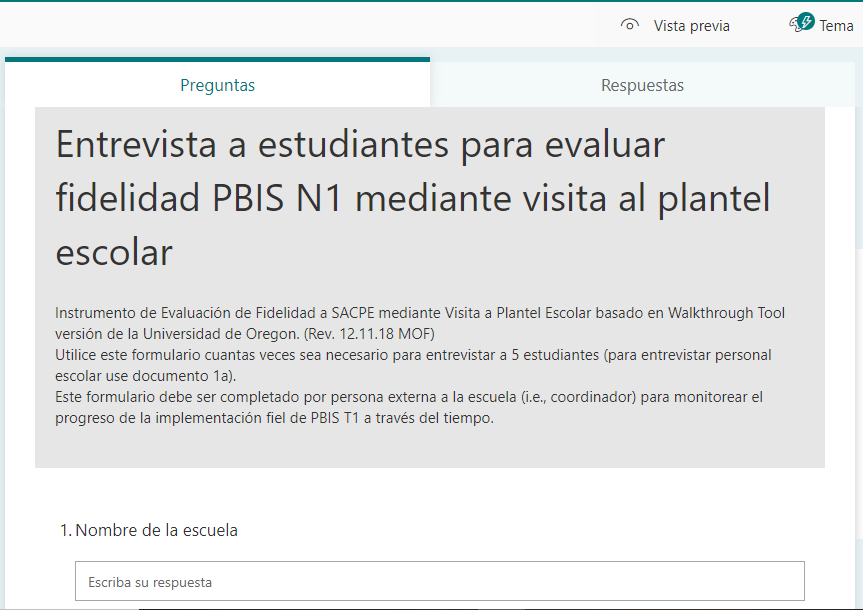 Vista previa
Tema
Preguntas
Respuestas
Entrevista a estudiantes para evaluar
fidelidad PBIS N1 mediante visita al plantel
escolar
Instrumento de Evaluación de Fidelidad a SACPE mediante Visita a Plantel Escolar basado en Walkthrough Tool
versión de la Universidad de Oregon. (Rev. 12.11.18 MOF)
Utilice este formulario cuantas veces sea necesario para entrevistar a 5 estudiantes (para entrevistar personal
escolar use documento 1a).
Este formulario debe ser completado por persona externa a la escuela (i.e., coordinador) para monitorear el
progreso de la implementación fiel de PBIS T1 a través del tiempo.
1. Nombre de la escuela
Escriba su respuesta